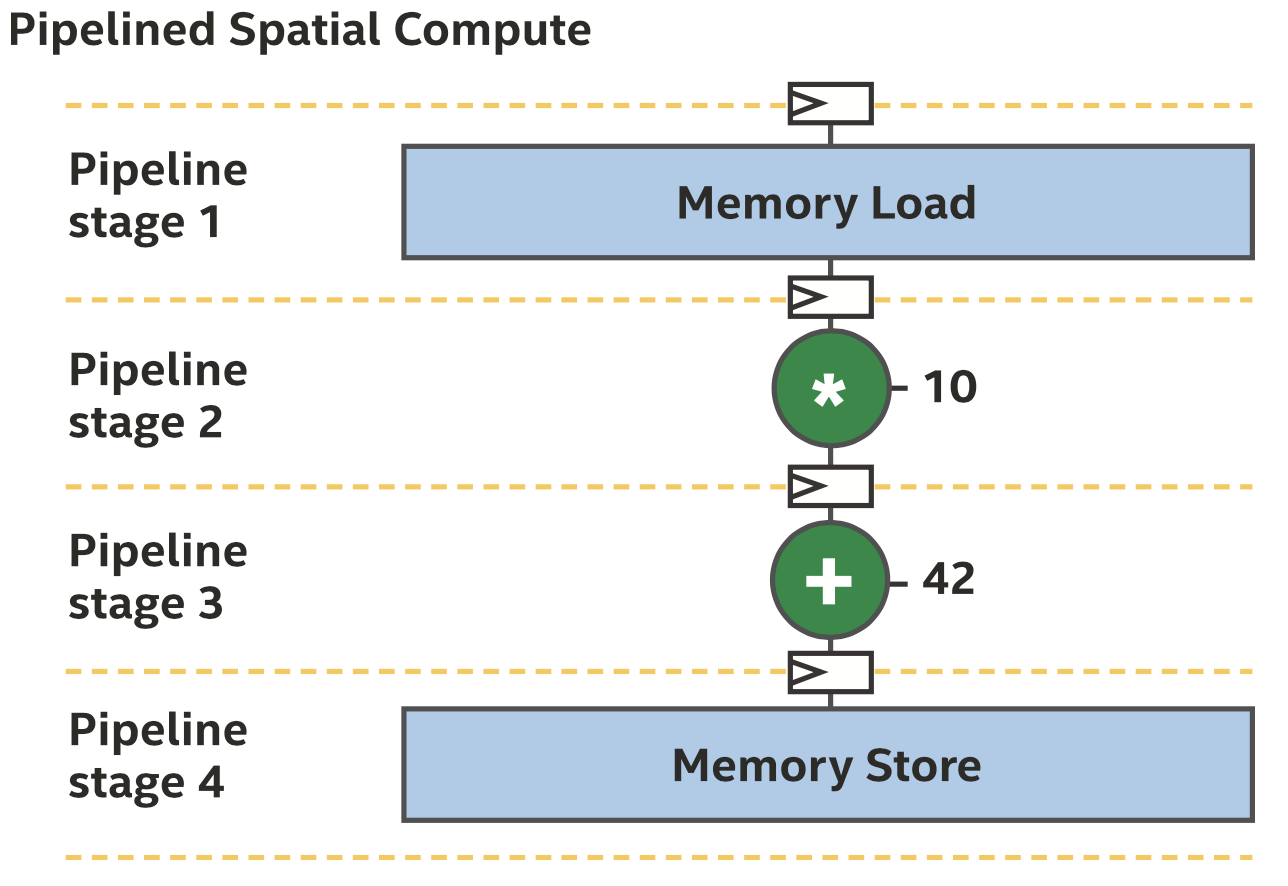 Pipelined Spatial Compute
Pipeline
stage 1
Memory Load
Pipeline
stage 2
*
10
Pipeline
stage 3
+
42
Pipeline
stage 4
Memory Store